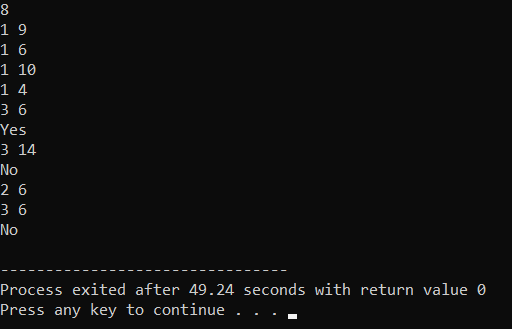 8
1 9
1 6
1 10
1 4
3 6
Yes
3 14
No
2 6
3 6
No
--------------------------------
Process exited after 49.24 seconds with return value 0
Press any key to continue . . .